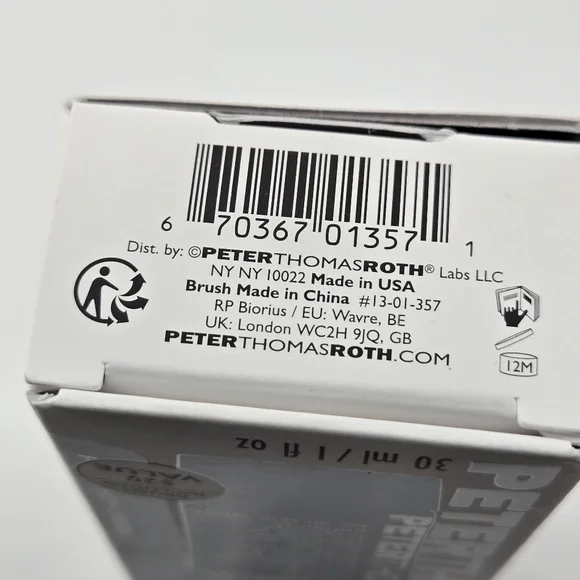 6 70367 01357 1
Dist. by: ©PETERTHOMASROTH® Labs LLC
NY NY 10022 Made in USA
Brush Made in China #13-01-357
RP Biorius / EU: Wavre, BE
UK: London WC2H 9JQ, GB
PETERTHOMASROTH.COM
12M
30 ml / 1 fl oz
$20
VALUE